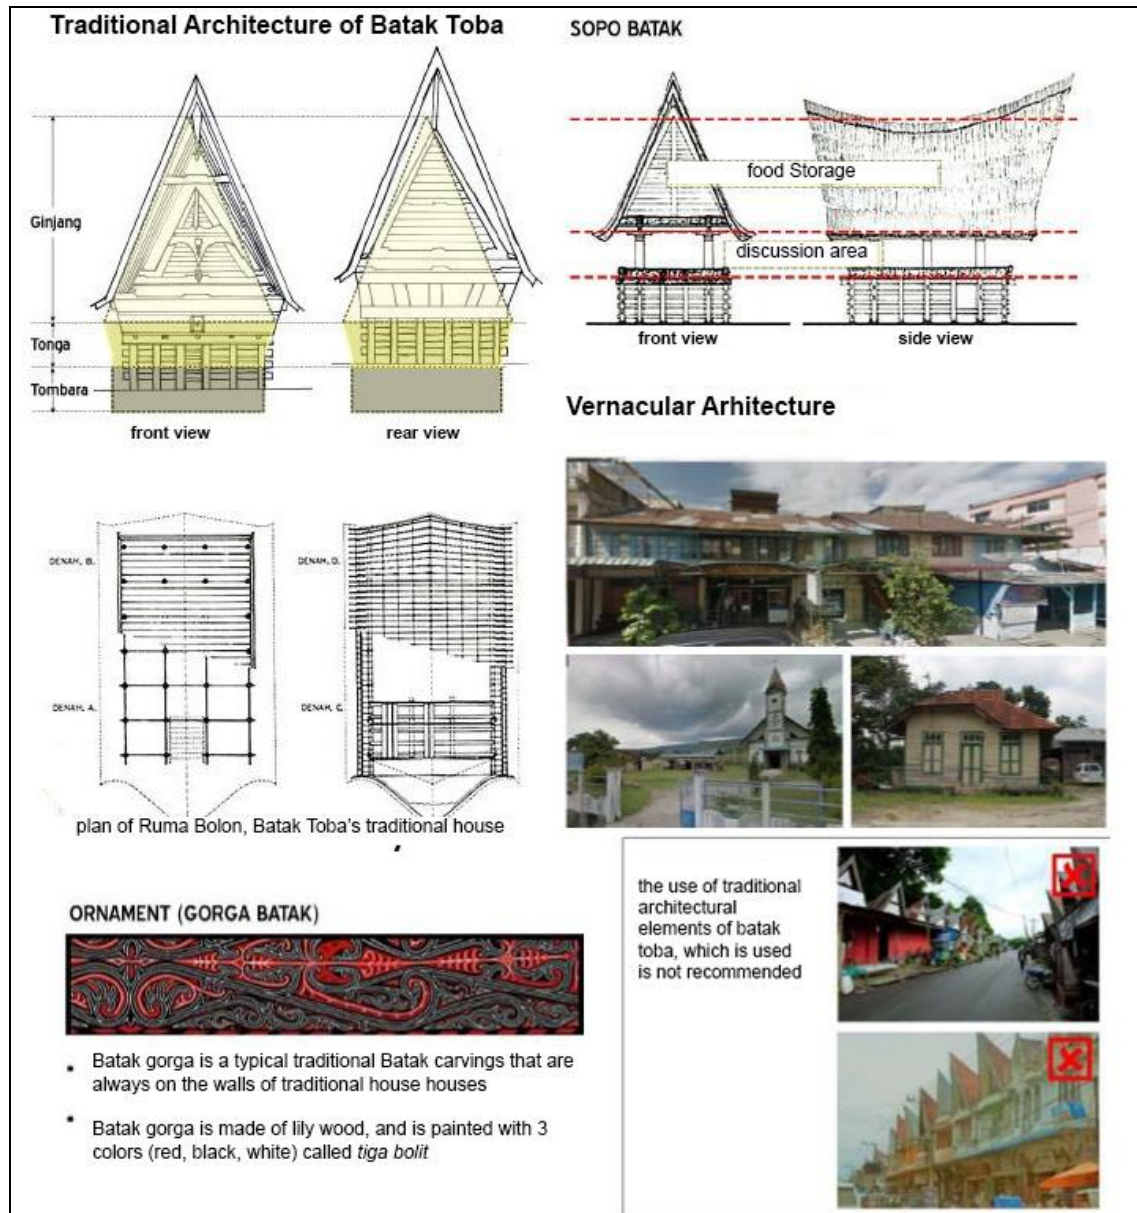 Traditional Architecture of Batak Toba
Ginjang
Tonga
Tombara
front view
rear view
SOPO BATAK
food Storage
discussion area
front view
side view
DENAH. B.
DENAH. D.
DENAH. A.
DENAH. C.
plan of Ruma Bolon, Batak Toba's traditional house
Vernacular Arhitecture
ORNAMENT (GORGA BATAK)
• Batak gorga is a typical traditional Batak carvings that are
always on the walls of traditional house houses
• Batak gorga is made of lily wood, and is painted with 3
colors (red, black, white) called tiga bolit
the use of traditional
architectural
elements of batak
toba, which is used
is not recommended